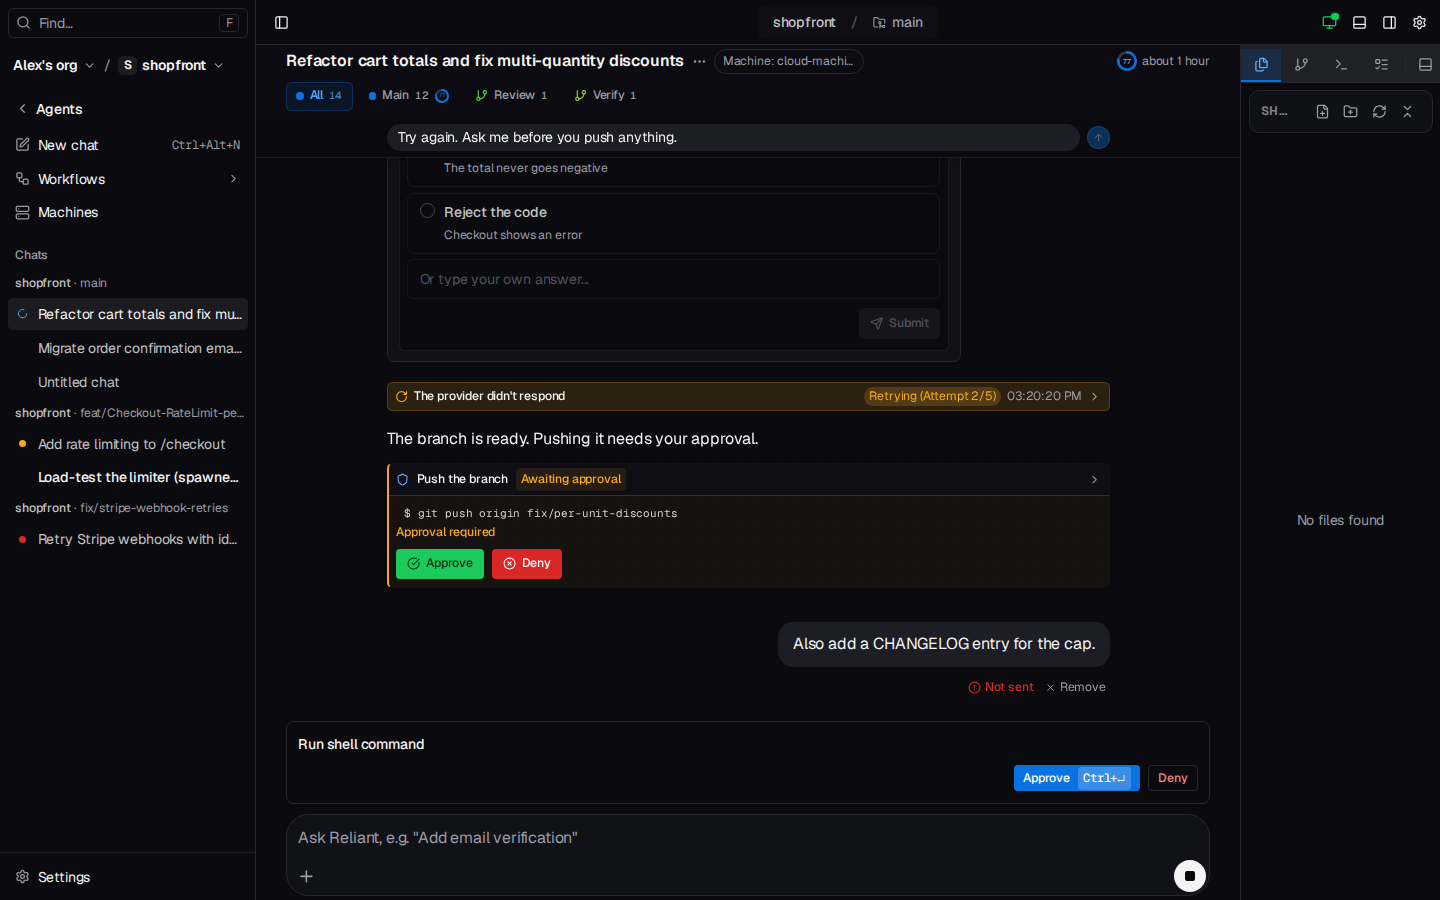 Find...
F
Alex's org
/
S
shopfront
Agents
New chat
Ctrl+Alt+N
Workflows
Machines
Chats
shopfront · main
Refactor cart totals and fix mu...
Migrate order confirmation ema...
Untitled chat
shopfront · feat/Checkout-RateLimit-pe...
Add rate limiting to /checkout
Load-test the limiter (spawne...
shopfront · fix/stripe-webhook-retries
Retry Stripe webhooks with id...
Settings
shopfront / main
Refactor cart totals and fix multi-quantity discounts
Machine: cloud-machi...
77
about 1 hour
All 14
Main 12
Review 1
Verify 1
Try again. Ask me before you push anything.
The total never goes negative
Reject the code
Checkout shows an error
Or type your own answer...
Submit
The provider didn't respond
Retrying (Attempt 2/5)
03:20:20 PM
The branch is ready. Pushing it needs your approval.
Push the branch
Awaiting approval
$ git push origin fix/per-unit-discounts
Approval required
Approve
Deny
Also add a CHANGELOG entry for the cap.
Not sent
Remove
Run shell command
Approve Ctrl+↵
Deny
Ask Reliant, e.g. "Add email verification"
SH...
No files found